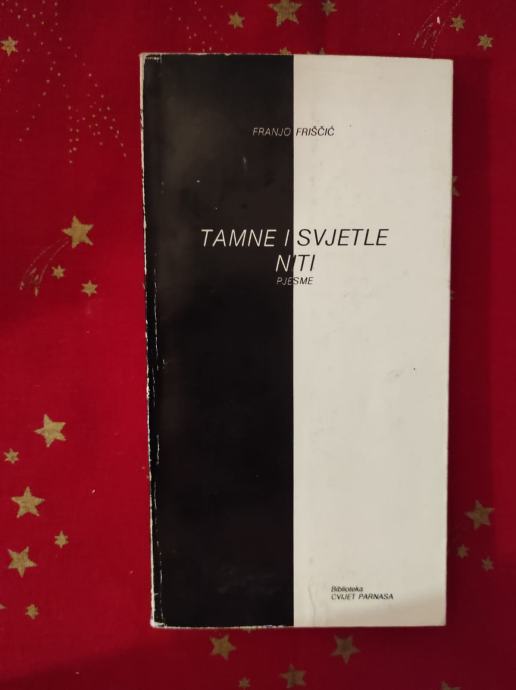 FRANJO FRIŠČIĆ
TAMNE I SVJETLE
NITI
PJESME
Biblioteka
CVIJET PARNASA